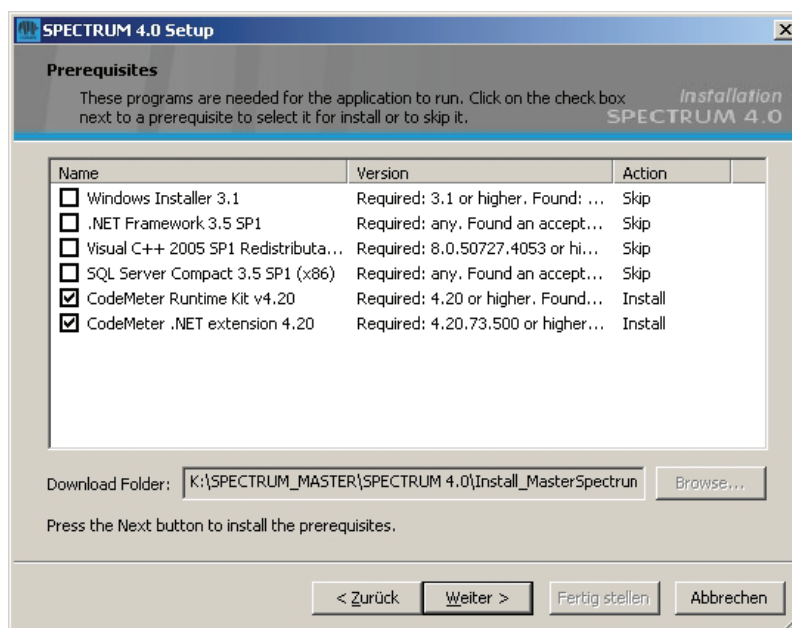 SPECTRUM 4.0 Setup
Prerequisites
These programs are needed for the application to run. Click on the check box
next to a prerequisite to select it for install or to skip it.
Installation
SPECTRUM 4.0
Name Version Action
Windows Installer 3.1 Required: 3.1 or higher. Found: ... Skip
.NET Framework 3.5 SP1 Required: any. Found an accept... Skip
Visual C++ 2005 SP1 Redistributa... Required: 8.0.50727.4053 or hi... Skip
SQL Server Compact 3.5 SP1 (x86) Required: any. Found an accept... Skip
CodeMeter Runtime Kit v4.20 Required: 4.20 or higher. Found... Install
CodeMeter .NET extension 4.20 Required: 4.20.73.500 or higher... Install
Download Folder: K:\SPECTRUM_MASTER\SPECTRUM 4.0\Install_MasterSpectrun Browse...
Press the Next button to install the prerequisites.
< Zurück Weiter > Fertig stellen Abbrechen